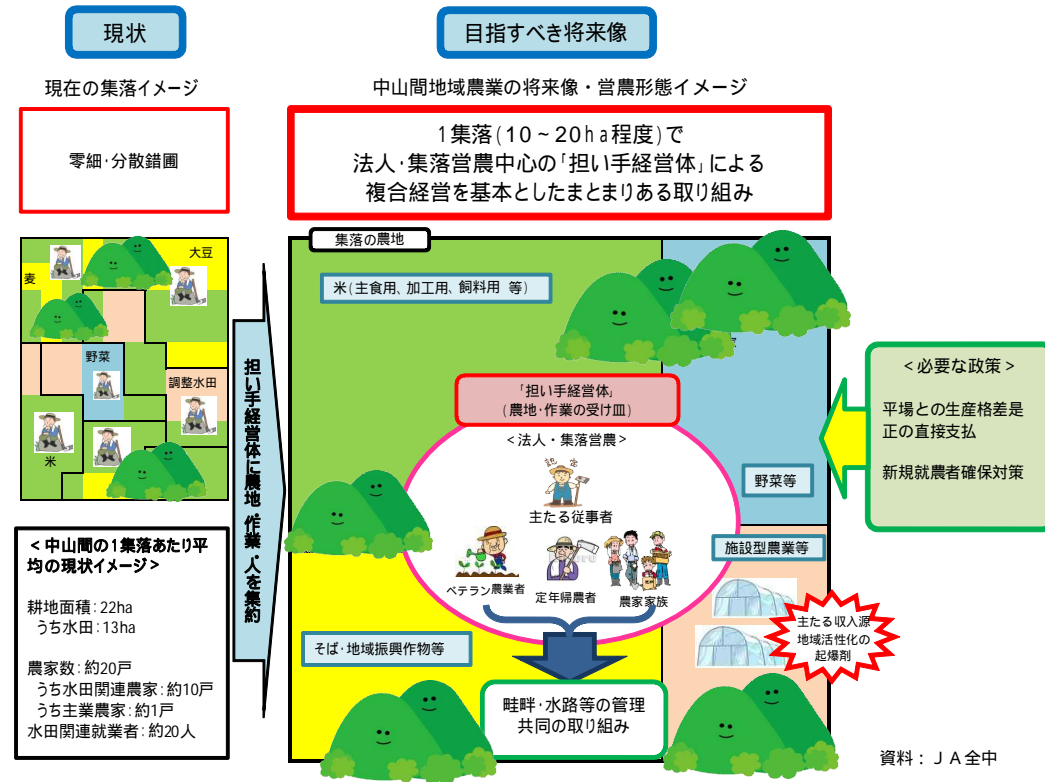 現状
現在の集落イメージ
零細・分散錯圃
麦
大豆
野菜
調整水田
米
<中山間の1集落あたり平
均の現状イメージ>
耕地面積:22ha
うち水田:13ha
農家数:約20戸
うち水田関連農家:約10戸
うち主業農家:約1戸
水田関連就業者:約20人
担い手経営体に農地・作業・人を集約
目指すべき将来像
中山間地域農業の将来像・営農形態イメージ
1集落(10~20ha程度)で
法人・集落営農中心の「担い手経営体」による
複合経営を基本としたまとまりある取り組み
集落の農地
米(主食用、加工用、飼料用 等)
「担い手経営体」
(農地・作業の受け皿)
<法人・集落営農>
認定
主たる従事者
ベテラン農業者
定年帰農者
農家家族
野菜等
施設型農業等
主たる収入源
地域活性化の
起爆剤
そば・地域振興作物等
畦畔・水路等の管理
共同の取り組み
<必要な政策>
平場との生産格差是
正の直接支払
新規就農者確保対策
資料:JA全中